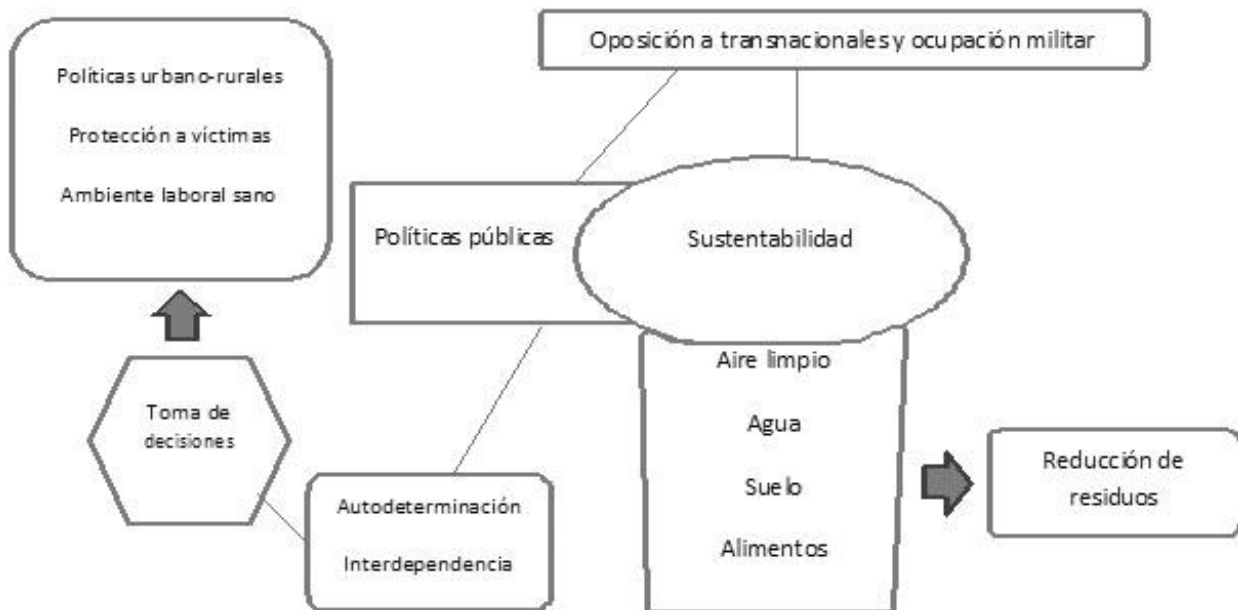 Oposición a transnacionales y ocupación militar
Políticas urbano-rurales
Protección a víctimas
Ambiente laboral sano
Políticas públicas
Sustentabilidad
Aire limpio
Agua
Suelo
Alimentos
Toma de
decisiones
Autodeterminación
Interdependencia
Reducción de
residuos